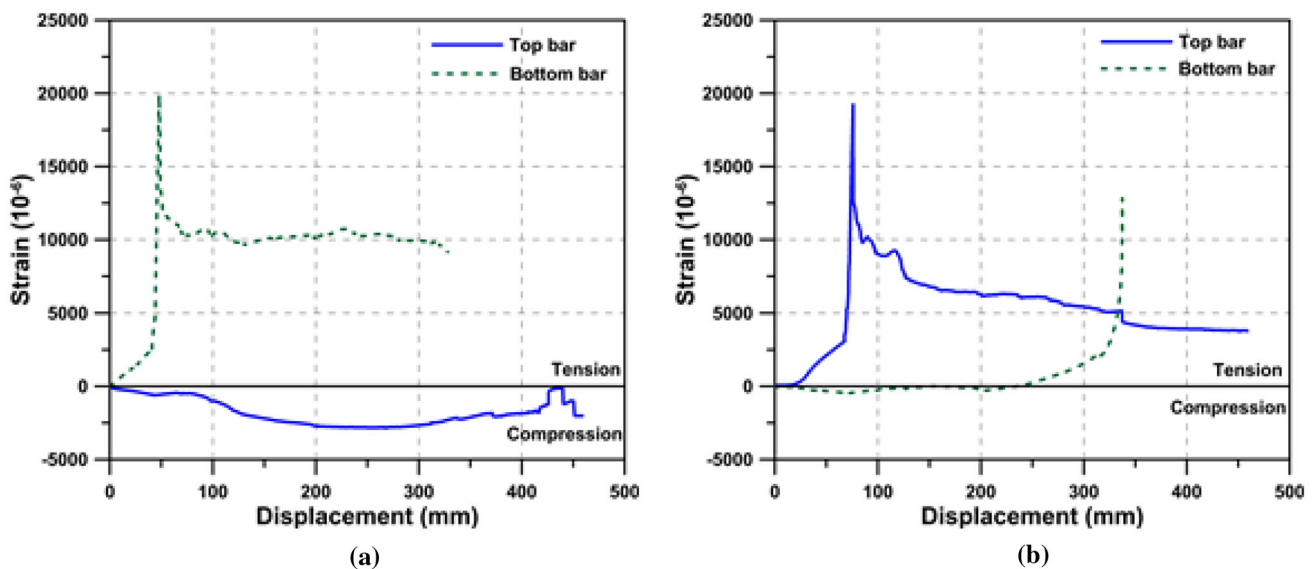 25000
20000
15000
10000
5000
0
-5000
Strain (10⁻⁶)
Top bar
Bottom bar
Tension
Compression
0 100 200 300 400 500
Displacement (mm)
(a)
25000
20000
15000
10000
5000
0
-5000
Strain (10⁻⁶)
Top bar
Bottom bar
Tension
Compression
0 100 200 300 400 500
Displacement (mm)
(b)